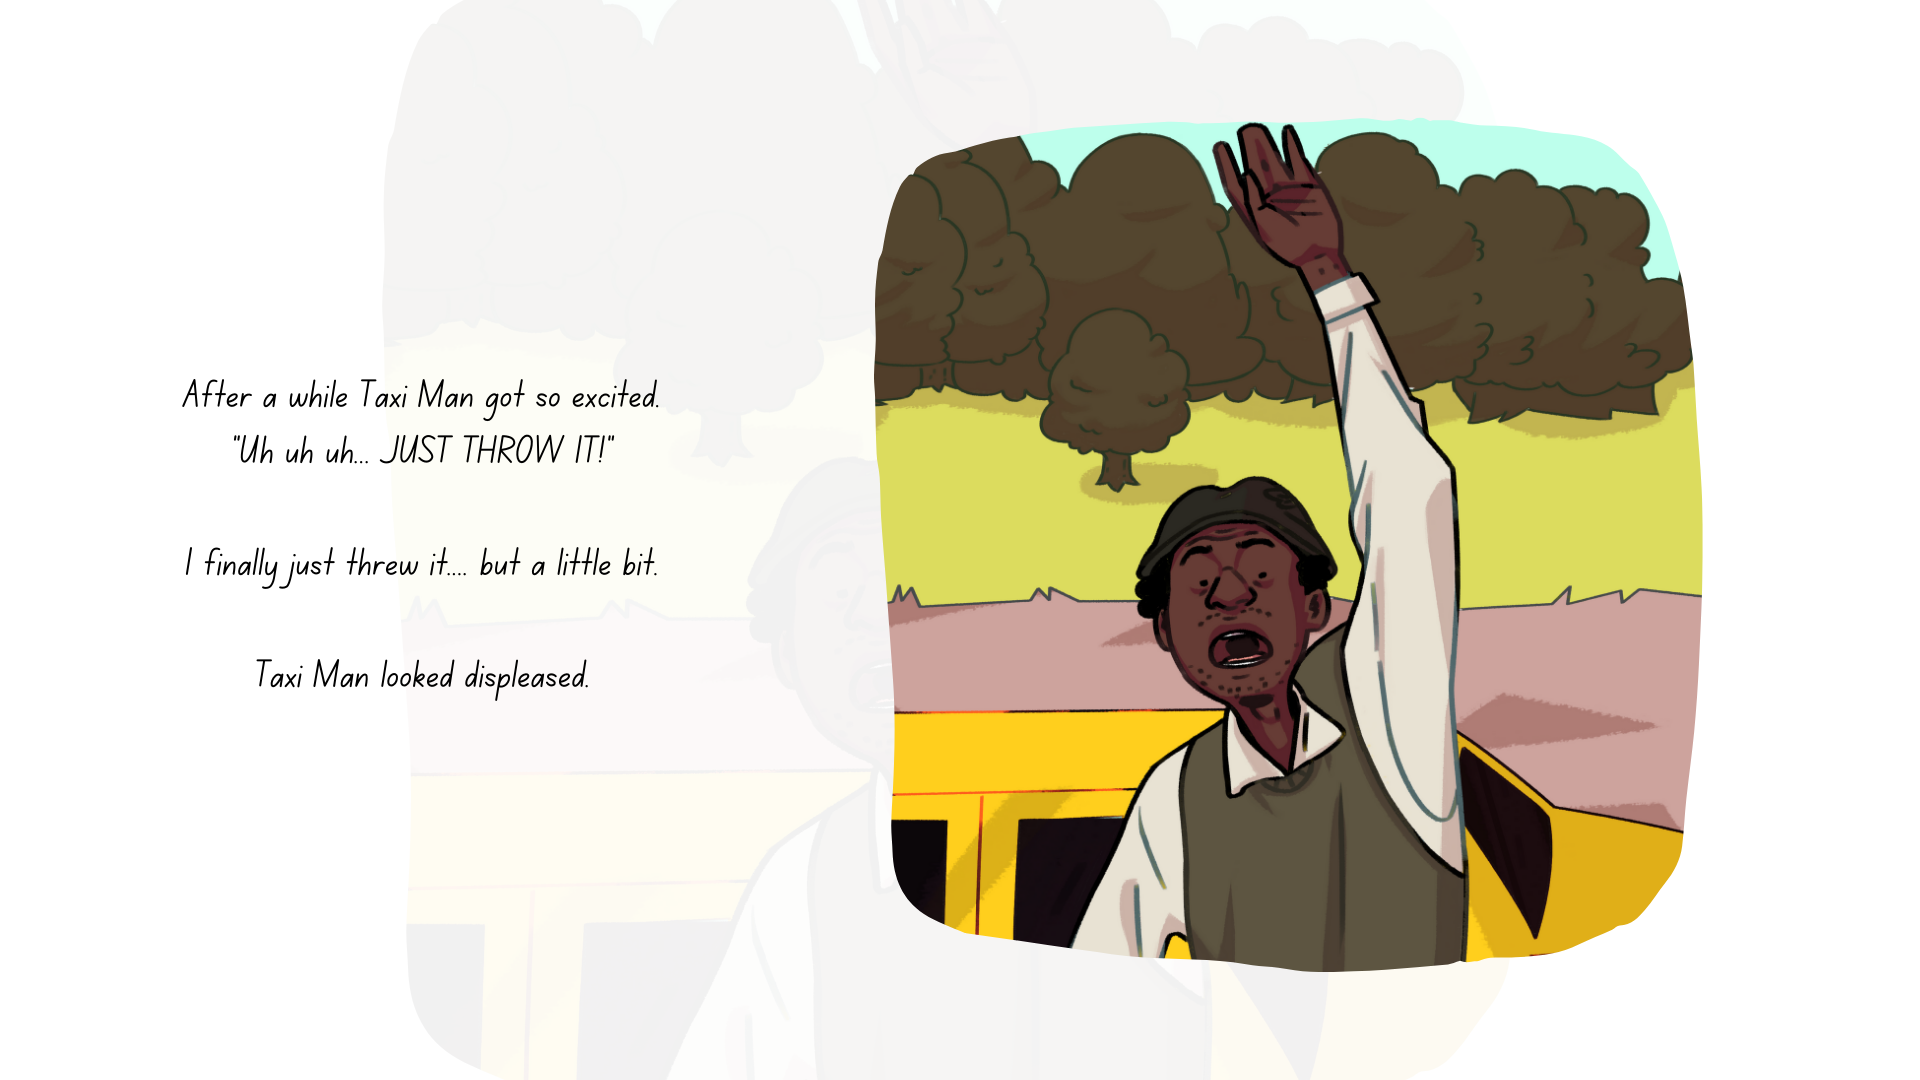 After a while Taxi Man got so excited.
"Uh uh uh... JUST THROW IT!"
I finally just threw it.... but a little bit.
Taxi Man looked displeased.